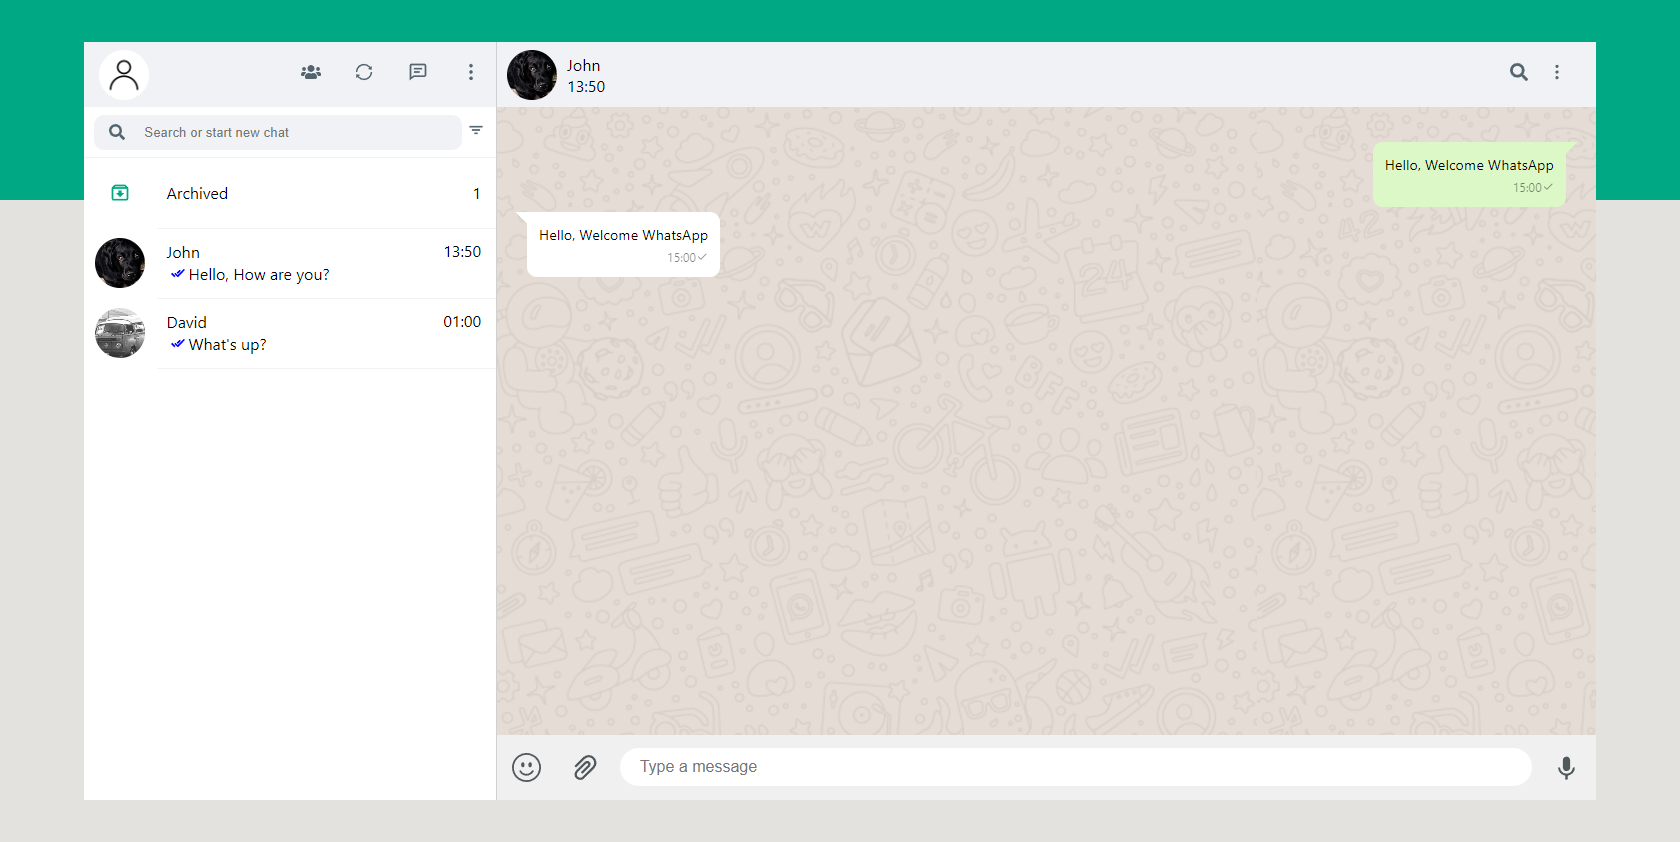 Search or start new chat
Archived 1
John 13:50
Hello, How are you?
David 01:00
What's up?
John
13:50
Hello, Welcome WhatsApp
15:00
Hello, Welcome WhatsApp
15:00
24
Type a message